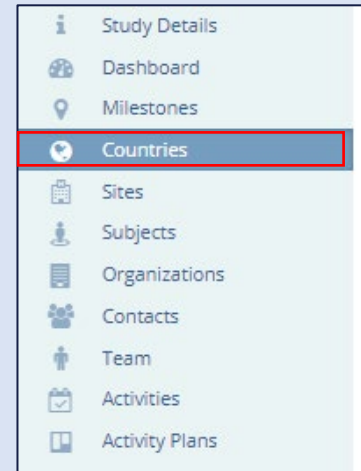 Study Details
Dashboard
Milestones
Countries
Sites
Subjects
Organizations
Contacts
Team
Activities
Activity Plans